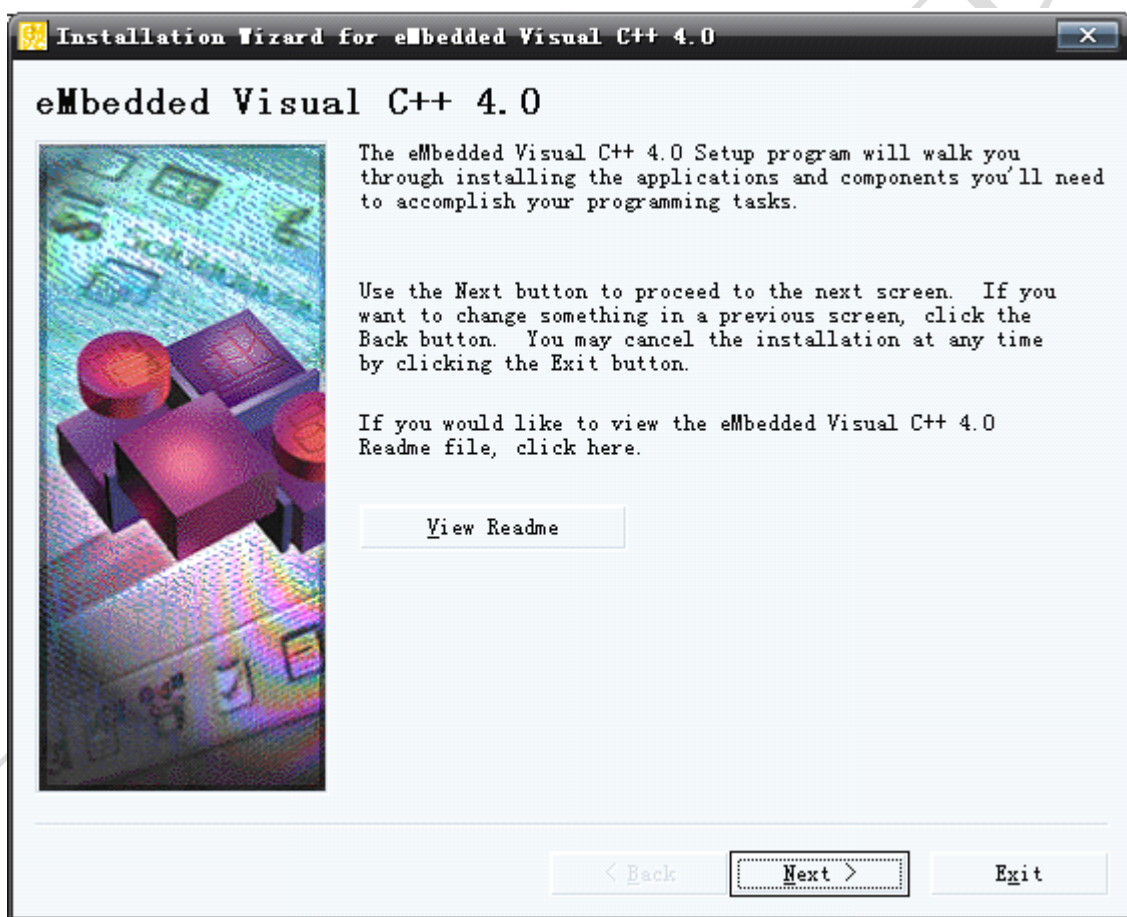 Installation Wizard for eMbedded Visual C++ 4.0
eMbedded Visual C++ 4.0
The eMbedded Visual C++ 4.0 Setup program will walk you
through installing the applications and components you'll need
to accomplish your programming tasks.
Use the Next button to proceed to the next screen. If you
want to change something in a previous screen, click the
Back button. You may cancel the installation at any time
by clicking the Exit button.
If you would like to view the eMbedded Visual C++ 4.0
Readme file, click here.
View Readme
< Back Next > Exit